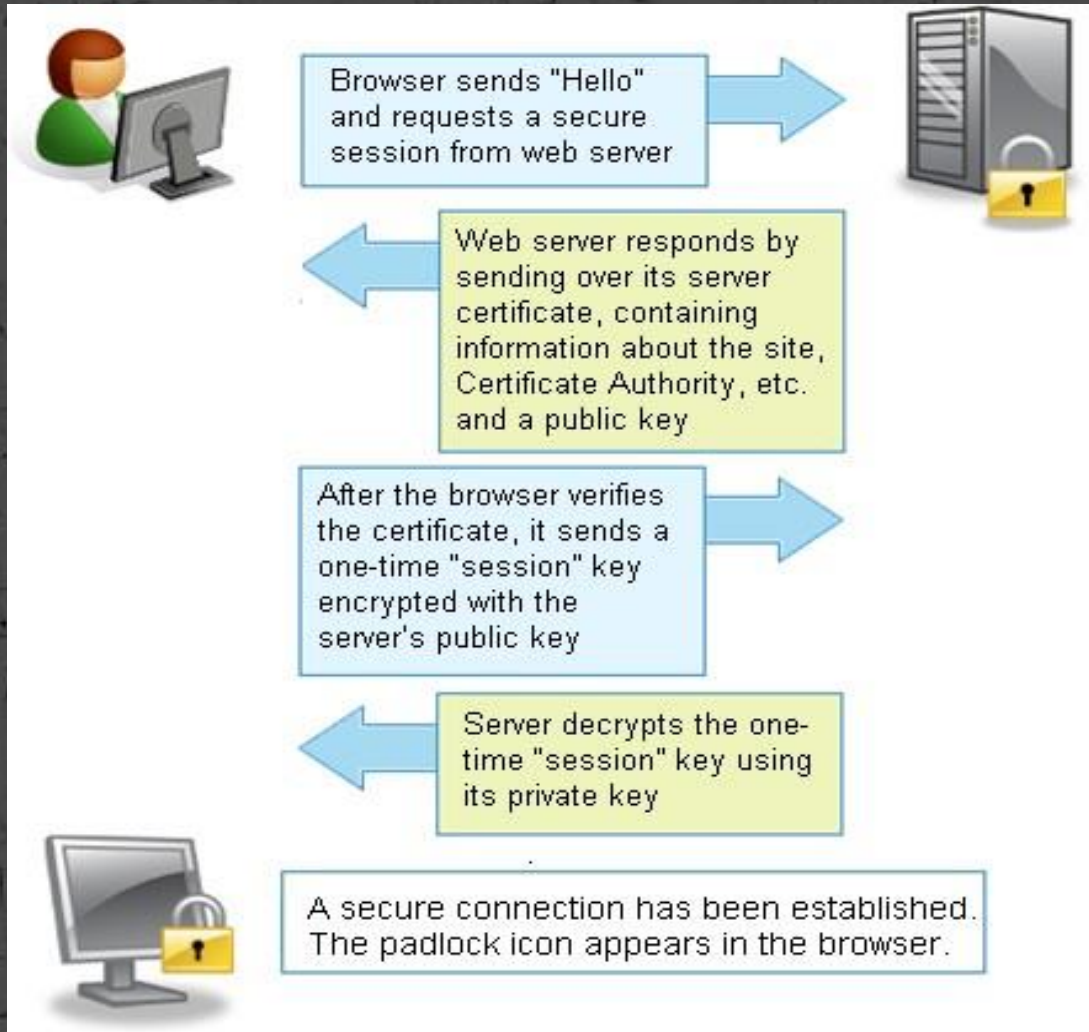 Browser sends "Hello"
and requests a secure
session from web server
Web server responds by
sending over its server
certificate, containing
information about the site,
Certificate Authority, etc.
and a public key
After the browser verifies
the certificate, it sends a
one-time "session" key
encrypted with the
server's public key
Server decrypts the one-
time "session" key using
its private key
A secure connection has been established.
The padlock icon appears in the browser.